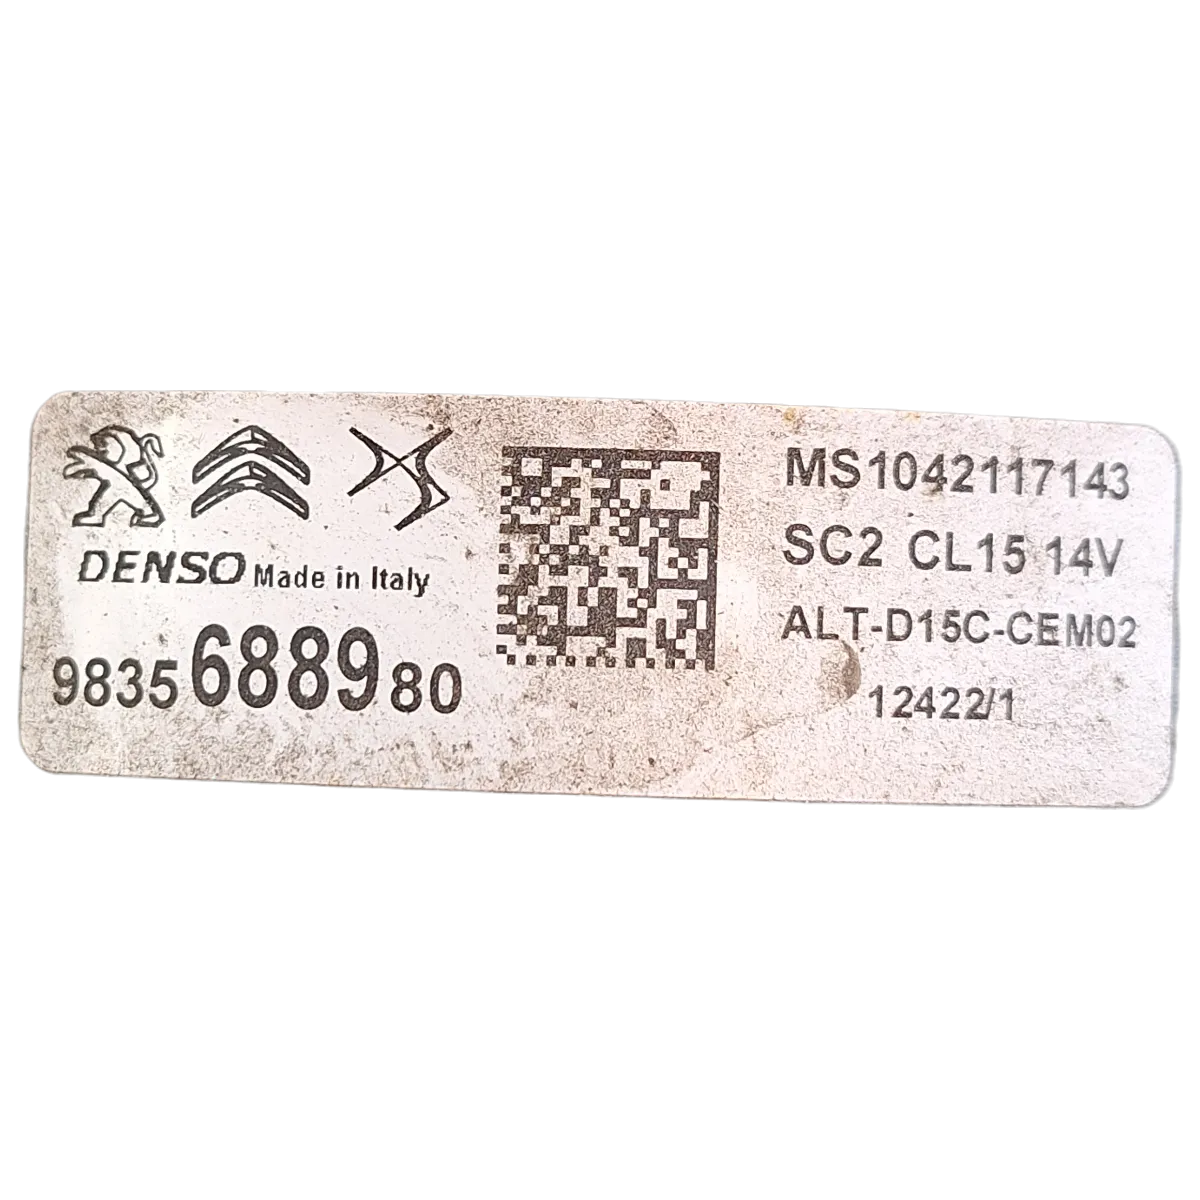 DENSO Made in Italy
9835688980
MS1042117143
SC2 CL15 14V
ALT-D15C-CEM02
12422/1